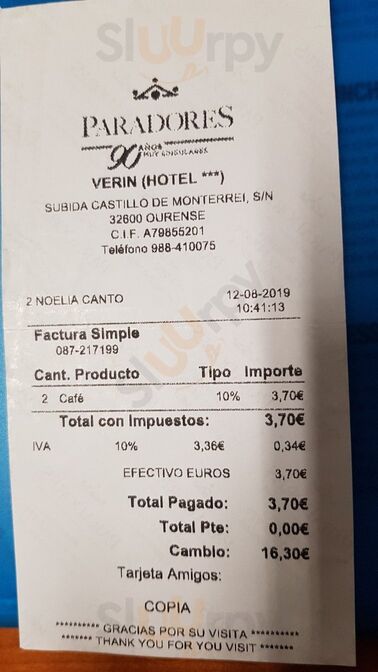 Sluurpy
PARADORES
90 AÑOS
VERIN (HOTEL ***)
SUBIDA CASTILLO DE MONTERREI, S/N
32600 OURENSE
C.I.F. A79855201
Teléfono 988-410075
2 NOELIA CANTO 12-08-2019
10:41:13
Factura Simple
087-217199
Cant. Producto Tipo Importe
2 Café 10% 3,70€
Total con Impuestos: 3,70€
IVA 10% 3,36€ 0,34€
EFECTIVO EUROS 3,70€
Total Pagado: 3,70€
Total Pte: 0,00€
Cambio: 16,30€
Tarjeta Amigos:
COPIA
********** GRACIAS POR SU VISITA **********
******* THANK YOU FOR YOU VISIT *******